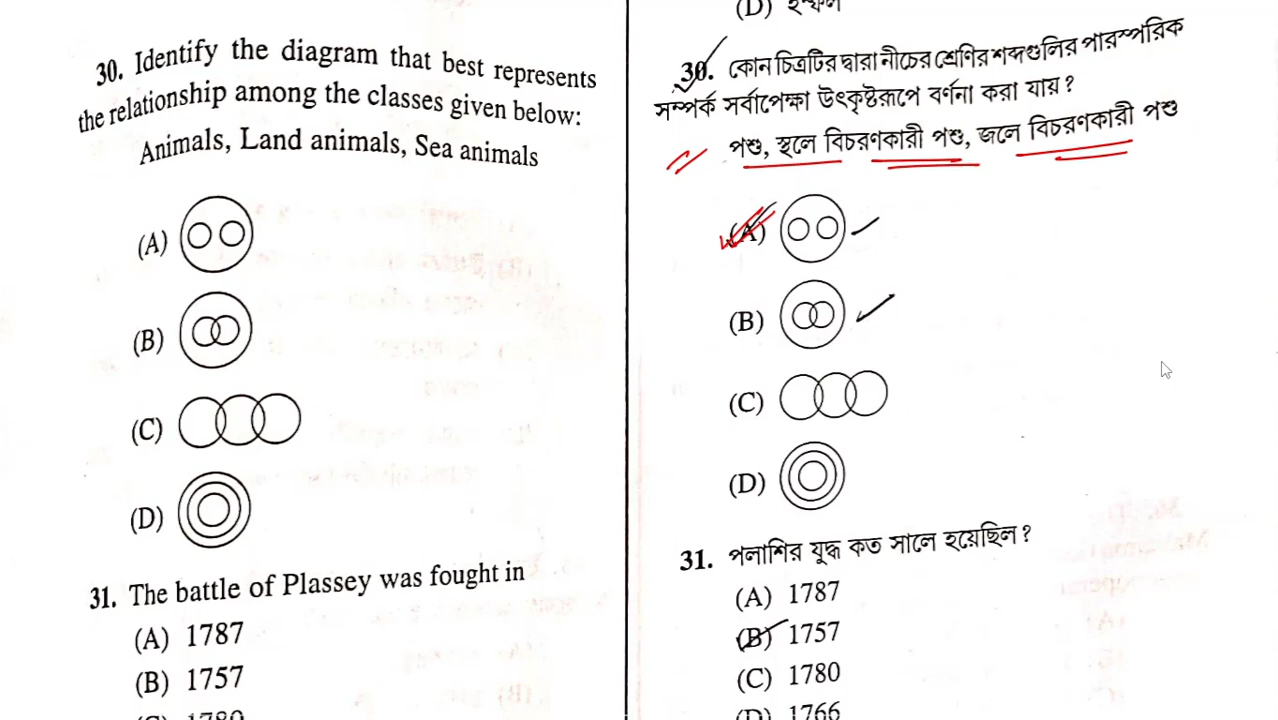 30. Identify the diagram that best represents
the relationship among the classes given below:
Animals, Land animals, Sea animals
(A)
(B)
(C)
(D)
31. The battle of Plassey was fought in
(A) 1787
(B) 1757
(C) 1780
(D)
30. কোন চিত্রটির দ্বারা নীচের শ্রেণির শব্দগুলির পারস্পরিক
সম্পর্ক সর্বাপেক্ষা উৎকৃষ্টরূপে বর্ণনা করা যায় ?
পশু, স্থলে বিচরণকারী পশু, জলে বিচরণকারী পশু
(A)
(B)
(C)
(D)
31. পলাশির যুদ্ধ কত সালে হয়েছিল ?
(A) 1787
(B) 1757
(C) 1780
(D) 1766